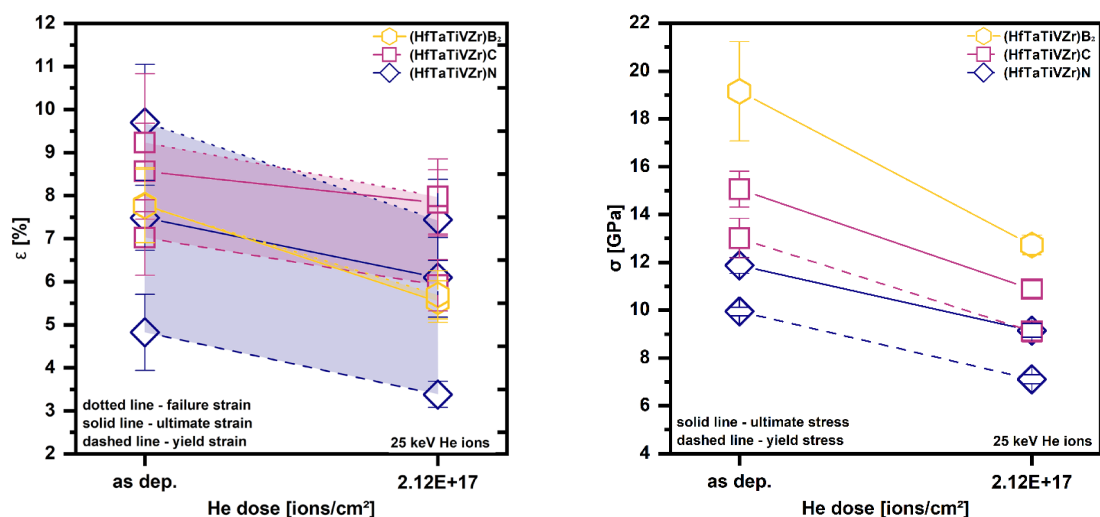 12
11
10
9
8
7
6
5
4
3
2
ε [%]
(HfTaTiVZr)B₂
(HfTaTiVZr)C
(HfTaTiVZr)N
dotted line - failure strain
solid line - ultimate strain
dashed line - yield strain
25 keV He ions
as dep.
2.12E+17
He dose [ions/cm²]
22
20
18
16
14
12
10
8
6
4
σ [GPa]
(HfTaTiVZr)B₂
(HfTaTiVZr)C
(HfTaTiVZr)N
solid line - ultimate stress
dashed line - yield stress
25 keV He ions
as dep.
2.12E+17
He dose [ions/cm²]